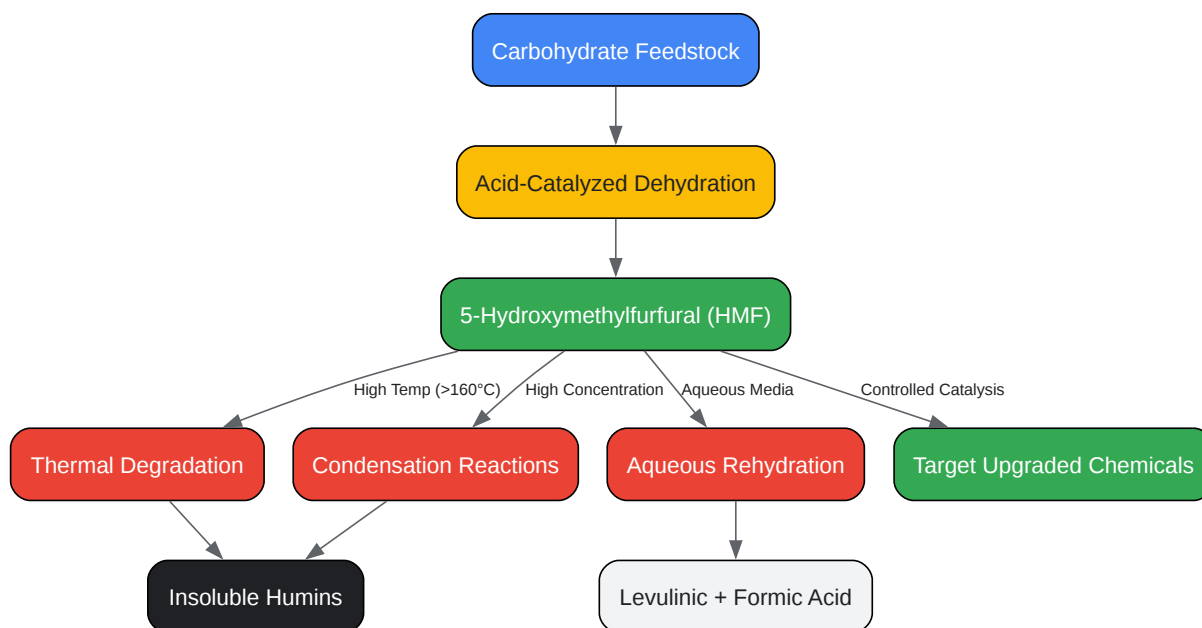 Carbohydrate Feedstock
Acid-Catalyzed Dehydration
5-Hydroxymethylfurfural (HMF)
High Temp (>160°C)
High Concentration
Aqueous Media
Controlled Catalysis
Thermal Degradation
Condensation Reactions
Aqueous Rehydration
Target Upgraded Chemicals
Insoluble Humins
Levulinic + Formic Acid